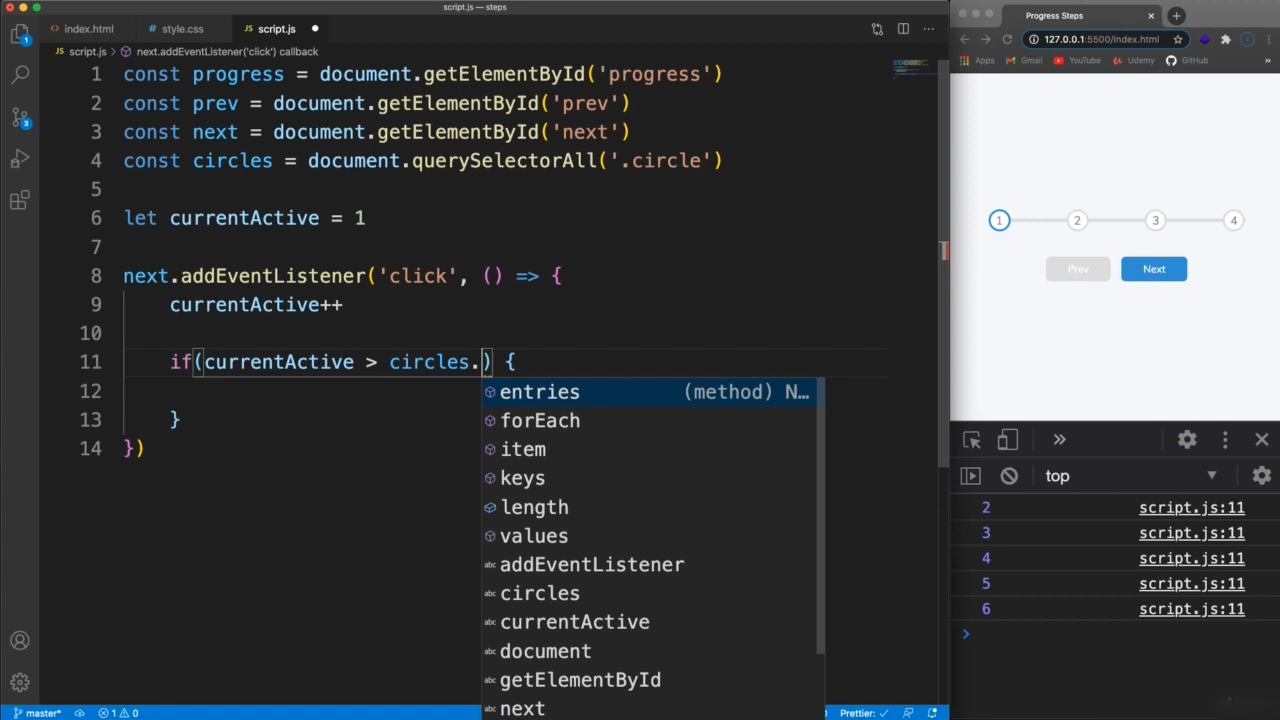 script.js — steps
index.html
style.css
script.js
script.js > next.addEventListener('click') callback
1 const progress = document.getElementById('progress')
2 const prev = document.getElementById('prev')
3 const next = document.getElementById('next')
4 const circles = document.querySelectorAll('.circle')
5
6 let currentActive = 1
7
8 next.addEventListener('click', () => {
9 currentActive++
10
11 if(currentActive > circles.) {
12
13 }
14 })
entries (method) N…
forEach
item
keys
length
values
addEventListener
circles
currentActive
document
getElementById
next
1
3
master*
1 0
Prettier: ✓
Progress Steps
127.0.0.1:5500/index.html
Apps Gmail YouTube Udemy GitHub »
1 2 3 4
Prev Next
top
2 script.js:11
3 script.js:11
4 script.js:11
5 script.js:11
6 script.js:11